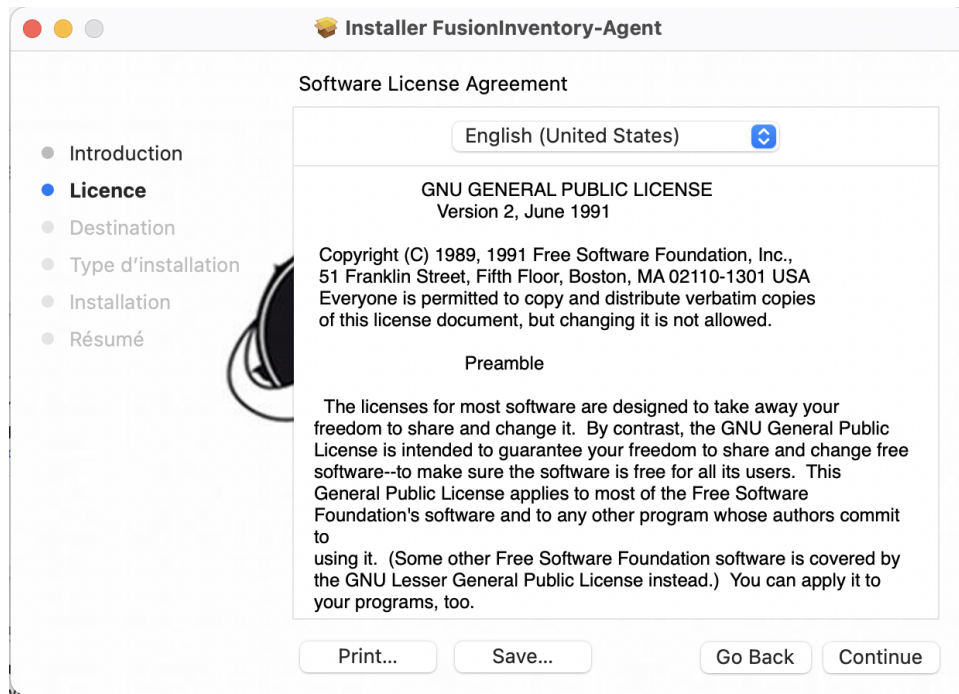 Installer FusionInventory-Agent
Software License Agreement
English (United States)
Introduction
Licence
Destination
Type d’installation
Installation
Résumé
GNU GENERAL PUBLIC LICENSE
Version 2, June 1991
Copyright (C) 1989, 1991 Free Software Foundation, Inc.,
51 Franklin Street, Fifth Floor, Boston, MA 02110-1301 USA
Everyone is permitted to copy and distribute verbatim copies
of this license document, but changing it is not allowed.
Preamble
The licenses for most software are designed to take away your
freedom to share and change it.  By contrast, the GNU General Public
License is intended to guarantee your freedom to share and change free
software--to make sure the software is free for all its users.  This
General Public License applies to most of the Free Software
Foundation's software and to any other program whose authors commit
to
using it.  (Some other Free Software Foundation software is covered by
the GNU Lesser General Public License instead.)  You can apply it to
your programs, too.
Print...
Save...
Go Back
Continue